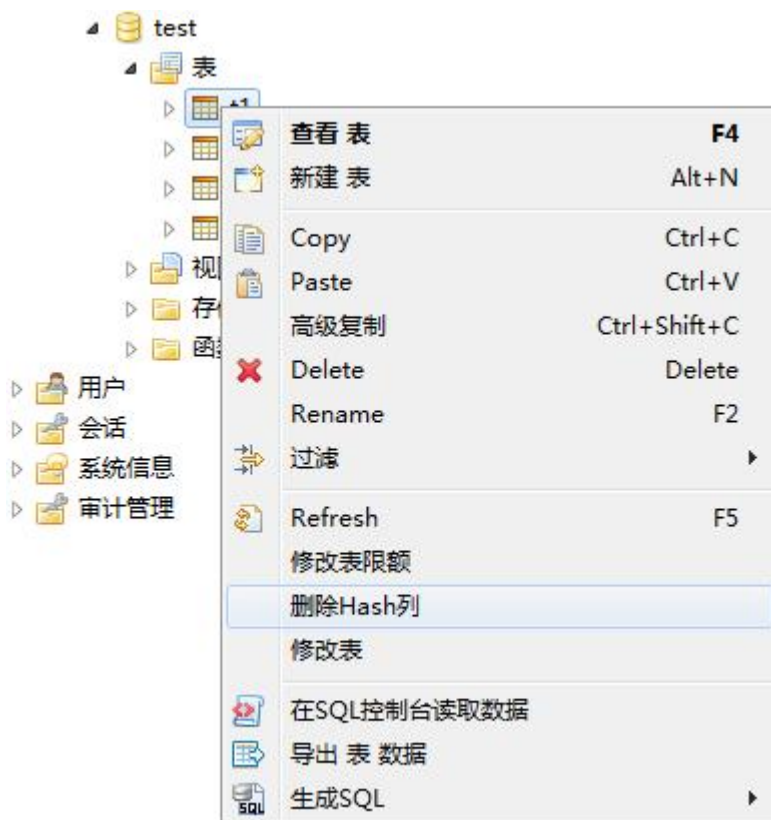 test
表
t1
视
存
用户
会话
系统信息
审计管理
查看 表 F4
新建 表 Alt+N
Copy Ctrl+C
Paste Ctrl+V
高级复制 Ctrl+Shift+C
Delete Delete
Rename F2
过滤
Refresh F5
修改表限额
删除Hash列
修改表
在SQL控制台读取数据
导出 表 数据
生成SQL